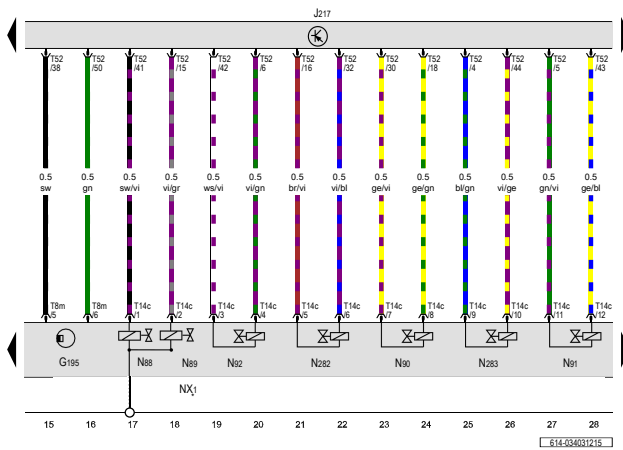 J217
T52 T52 T52 T52 T52 T52 T52 T52 T52 T52 T52 T52 T52 T52
/38 /50 /41 /15 /42 /6 /16 /32 /30 /18 /4 /44 /5 /43
0.5 0.5 0.5 0.5 0.5 0.5 0.5 0.5 0.5 0.5 0.5 0.5 0.5 0.5
sw gn sw/vi vi/gr ws/vi vi/gn br/vi vi/bl ge/vi ge/gn bl/gn vi/ge gn/vi ge/bl
T8m T8m T14c T14c T14c T14c T14c T14c T14c T14c T14c T14c T14c T14c
/5 /6 /1 /2 /3 /4 /5 /6 /7 /8 /9 /10 /11 /12
G195 N88 N89 N92 N282 N90 N283 N91
NX1
15 16 17 18 19 20 21 22 23 24 25 26 27 28
614-034031215